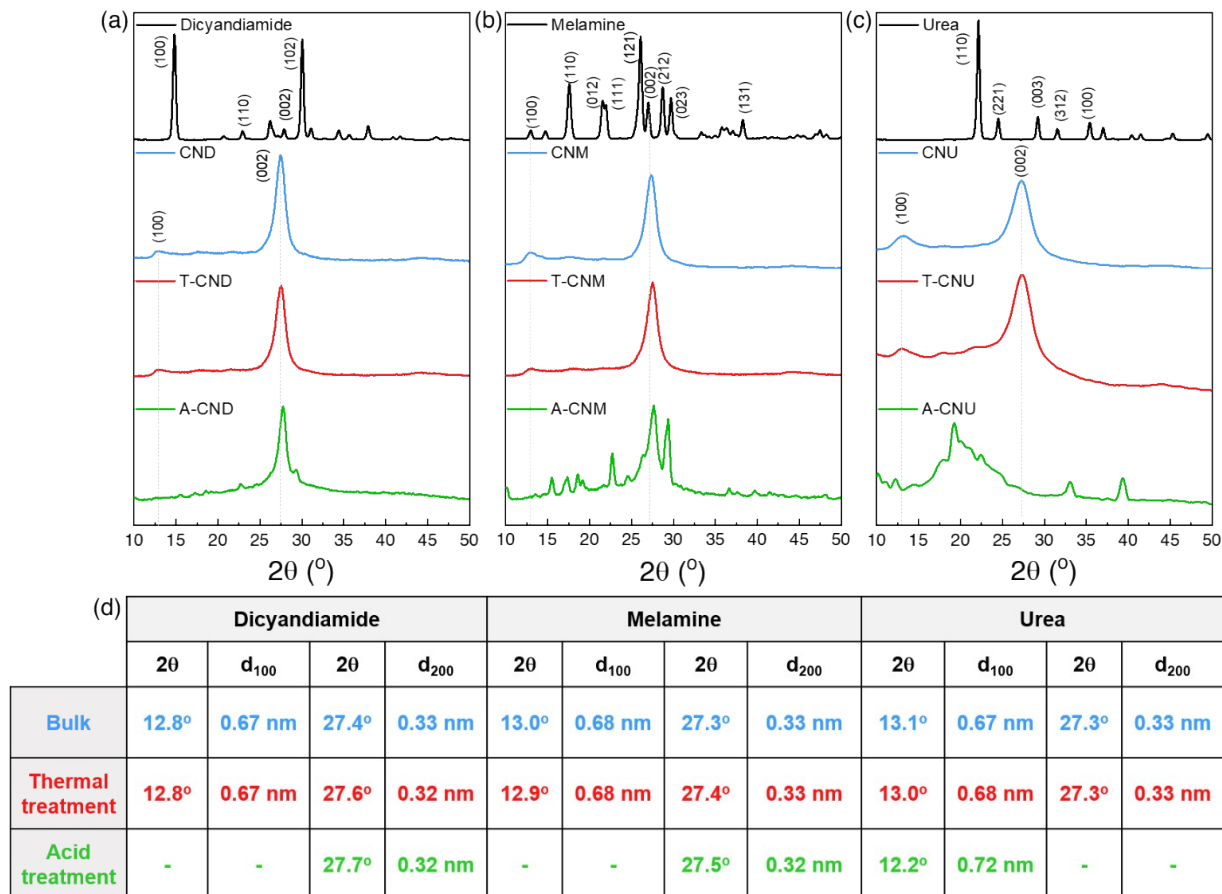 (a)
Dicyandiamide
(100)
(110)
(002)
(102)
CND
(100)
(002)
T-CND
A-CND
10 15 20 25 30 35 40 45 50
2θ (°)
(b)
Melamine
(100)
(110)
(012)
(111)
(121)
(002)
(212)
(023)
(131)
CNM
T-CNM
A-CNM
10 15 20 25 30 35 40 45 50
2θ (°)
(c)
Urea
(110)
(221)
(003)
(312)
(100)
CNU
(100)
(002)
T-CNU
A-CNU
10 15 20 25 30 35 40 45 50
2θ (°)
(d)
Dicyandiamide Melamine Urea
2θ d₁₀₀ 2θ d₂₀₀ 2θ d₁₀₀ 2θ d₂₀₀ 2θ d₁₀₀ 2θ d₂₀₀
Bulk 12.8° 0.67 nm 27.4° 0.33 nm 13.0° 0.68 nm 27.3° 0.33 nm 13.1° 0.67 nm 27.3° 0.33 nm
Thermal
treatment 12.8° 0.67 nm 27.6° 0.32 nm 12.9° 0.68 nm 27.4° 0.33 nm 13.0° 0.68 nm 27.3° 0.33 nm
Acid
treatment - - 27.7° 0.32 nm - - 27.5° 0.32 nm 12.2° 0.72 nm - -